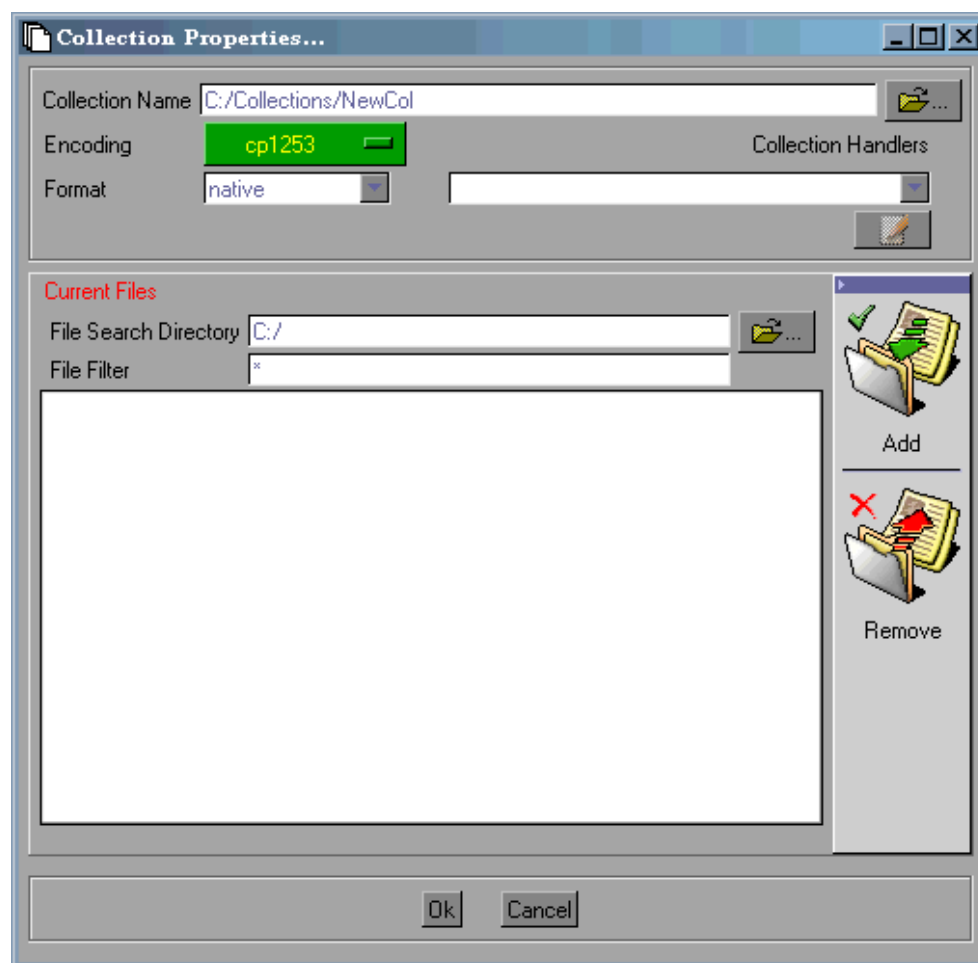 Collection Properties...
Collection Name C:/Collections/NewCol ...
Encoding cp1253 Collection Handlers
Format native
Current Files
File Search Directory C:/ ...
File Filter *
Add
Remove
Ok Cancel